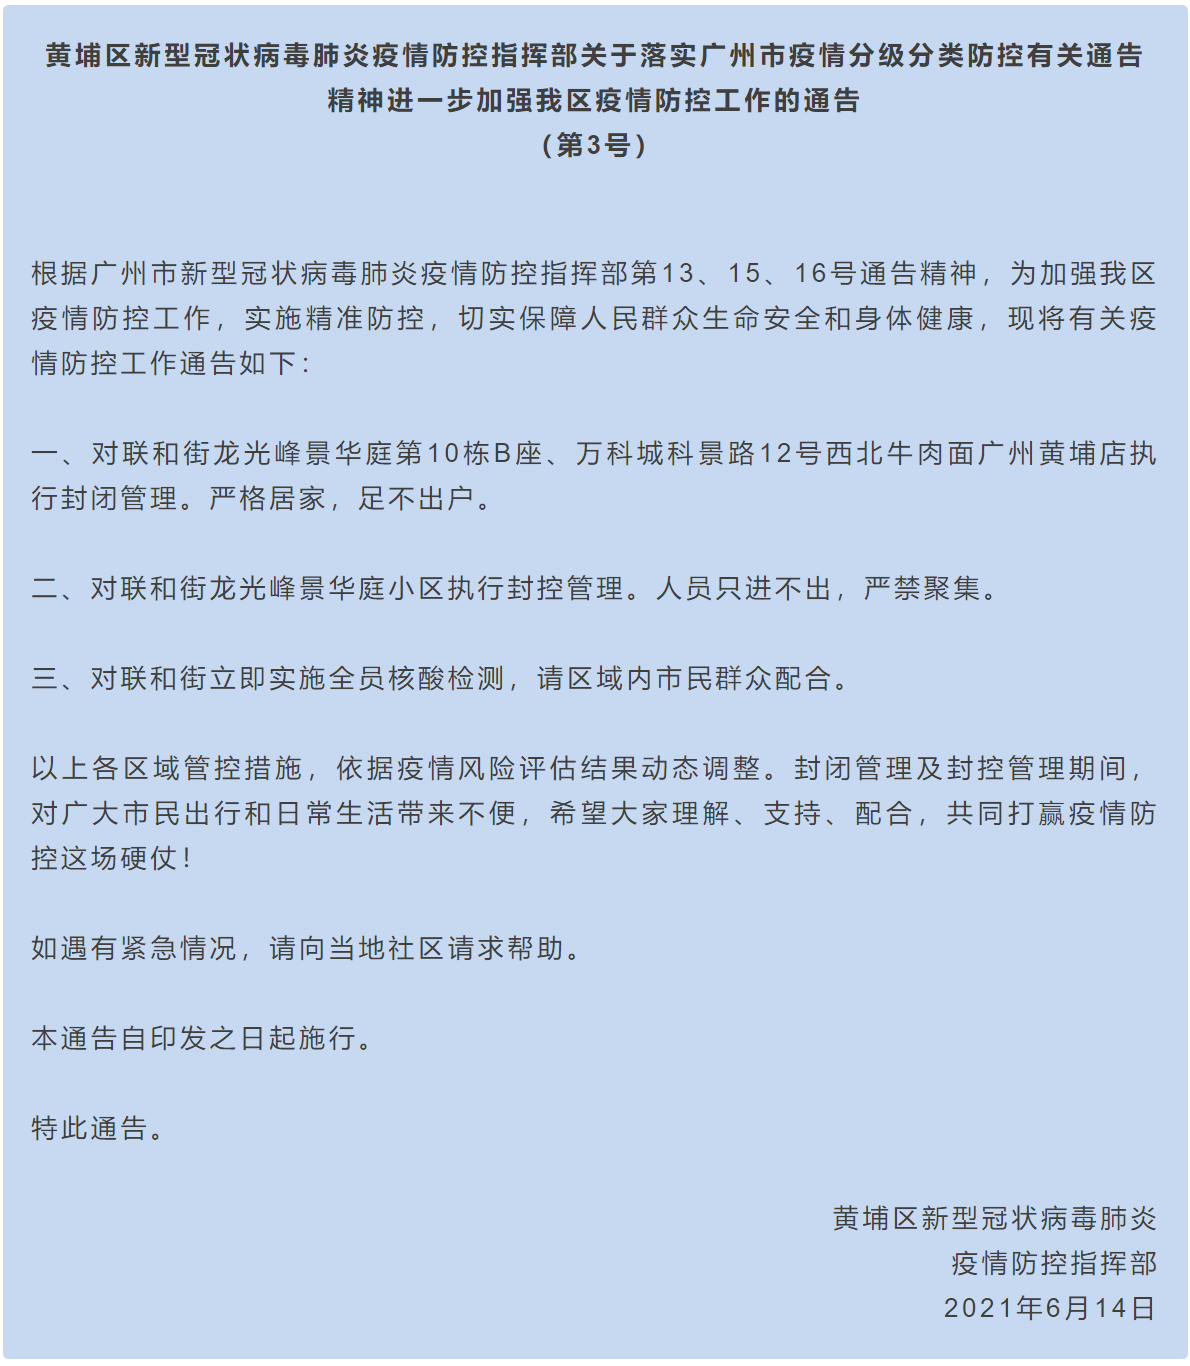 黄埔区新型冠状病毒肺炎疫情防控指挥部关于落实广州市疫情分级分类防控有关通告
精神进一步加强我区疫情防控工作的通告
（第3号）
根据广州市新型冠状病毒肺炎疫情防控指挥部第13、15、16号通告精神，为加强我区
疫情防控工作，实施精准防控，切实保障人民群众生命安全和身体健康，现将有关疫
情防控工作通告如下：
一、对联和街龙光峰景华庭第10栋B座、万科城科景路12号西北牛肉面广州黄埔店执
行封闭管理。严格居家，足不出户。
二、对联和街龙光峰景华庭小区执行封控管理。人员只进不出，严禁聚集。
三、对联和街立即实施全员核酸检测，请区域内市民群众配合。
以上各区域管控措施，依据疫情风险评估结果动态调整。封闭管理及封控管理期间，
对广大市民出行和日常生活带来不便，希望大家理解、支持、配合，共同打赢疫情防
控这场硬仗！
如遇有紧急情况，请向当地社区请求帮助。
本通告自印发之日起施行。
特此通告。
黄埔区新型冠状病毒肺炎
疫情防控指挥部
2021年6月14日